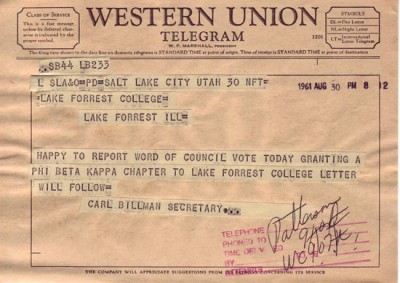 CLASS OF SERVICE
This is a fast message
unless its deferred char-
acter is indicated by the
proper symbol.
WESTERN UNION
TELEGRAM
W. P. MARSHALL, PRESIDENT
1201
SYMBOLS
DL=Day Letter
NL=Night Letter
LT=International Letter Telegram
The filing time shown in the date line on domestic telegrams is STANDARD TIME at point of origin. Time of receipt is STANDARD TIME at point of destination
SB44 LB233
L SLA&O=PD=SALT LAKE CITY UTAH 30 NFT=
1961 AUG 30 PM 8 02
LAKE FORREST COLLEGE=
LAKE FORREST ILL=
HAPPY TO REPORT WORD OF COUNCIL VOTE TODAY GRANTING A
PHI BETA KAPPA CHAPTER TO LAKE FORREST COLLEGE LETTER
WILL FOLLOW=
CARL BILLMAN SECRETARY
Patterson
TELEPHONE
PHONED TO
TIME
BY
THE COMPANY WILL APPRECIATE SUGGESTIONS FROM ITS PATRONS CONCERNING ITS SERVICE